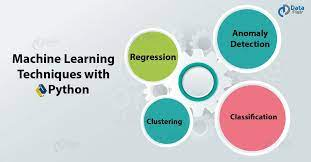 DATA
Flair
Machine Learning
Techniques with
Python
Regression
Anomaly
Detection
Clustering
Classification